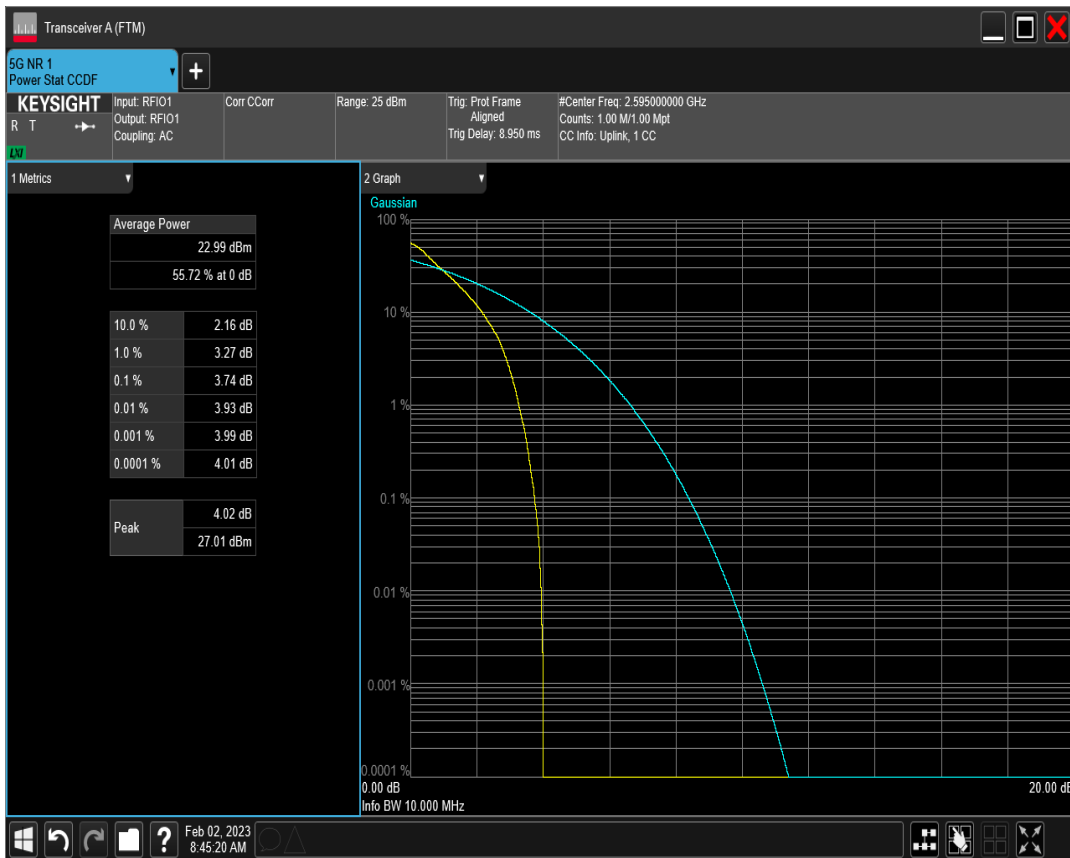 Transceiver A (FTM)
5G NR 1
Power Stat CCDF
+
KEYSIGHT
R T
LXI
Input: RFIO1
Output: RFIO1
Coupling: AC
Corr CCorr
Range: 25 dBm
Trig: Prot Frame
Aligned
Trig Delay: 8.950 ms
#Center Freq: 2.595000000 GHz
Counts: 1.00 M/1.00 Mpt
CC Info: Uplink, 1 CC
1 Metrics
Average Power
22.99 dBm
55.72 % at 0 dB
10.0 % 2.16 dB
1.0 % 3.27 dB
0.1 % 3.74 dB
0.01 % 3.93 dB
0.001 % 3.99 dB
0.0001 % 4.01 dB
Peak 4.02 dB
27.01 dBm
2 Graph
Gaussian
100 %
10 %
1 %
0.1 %
0.01 %
0.001 %
0.0001 %
0.00 dB 20.00 dB
Info BW 10.000 MHz
?
Feb 02, 2023
8:45:20 AM